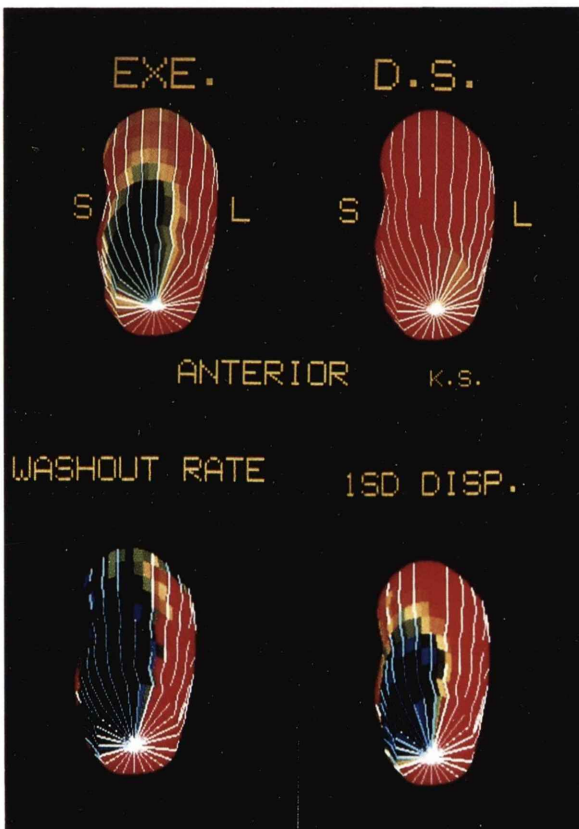 EXE. D.S.
S L S L
ANTERIOR K.S.
WASHOUT RATE 1SD DISP.